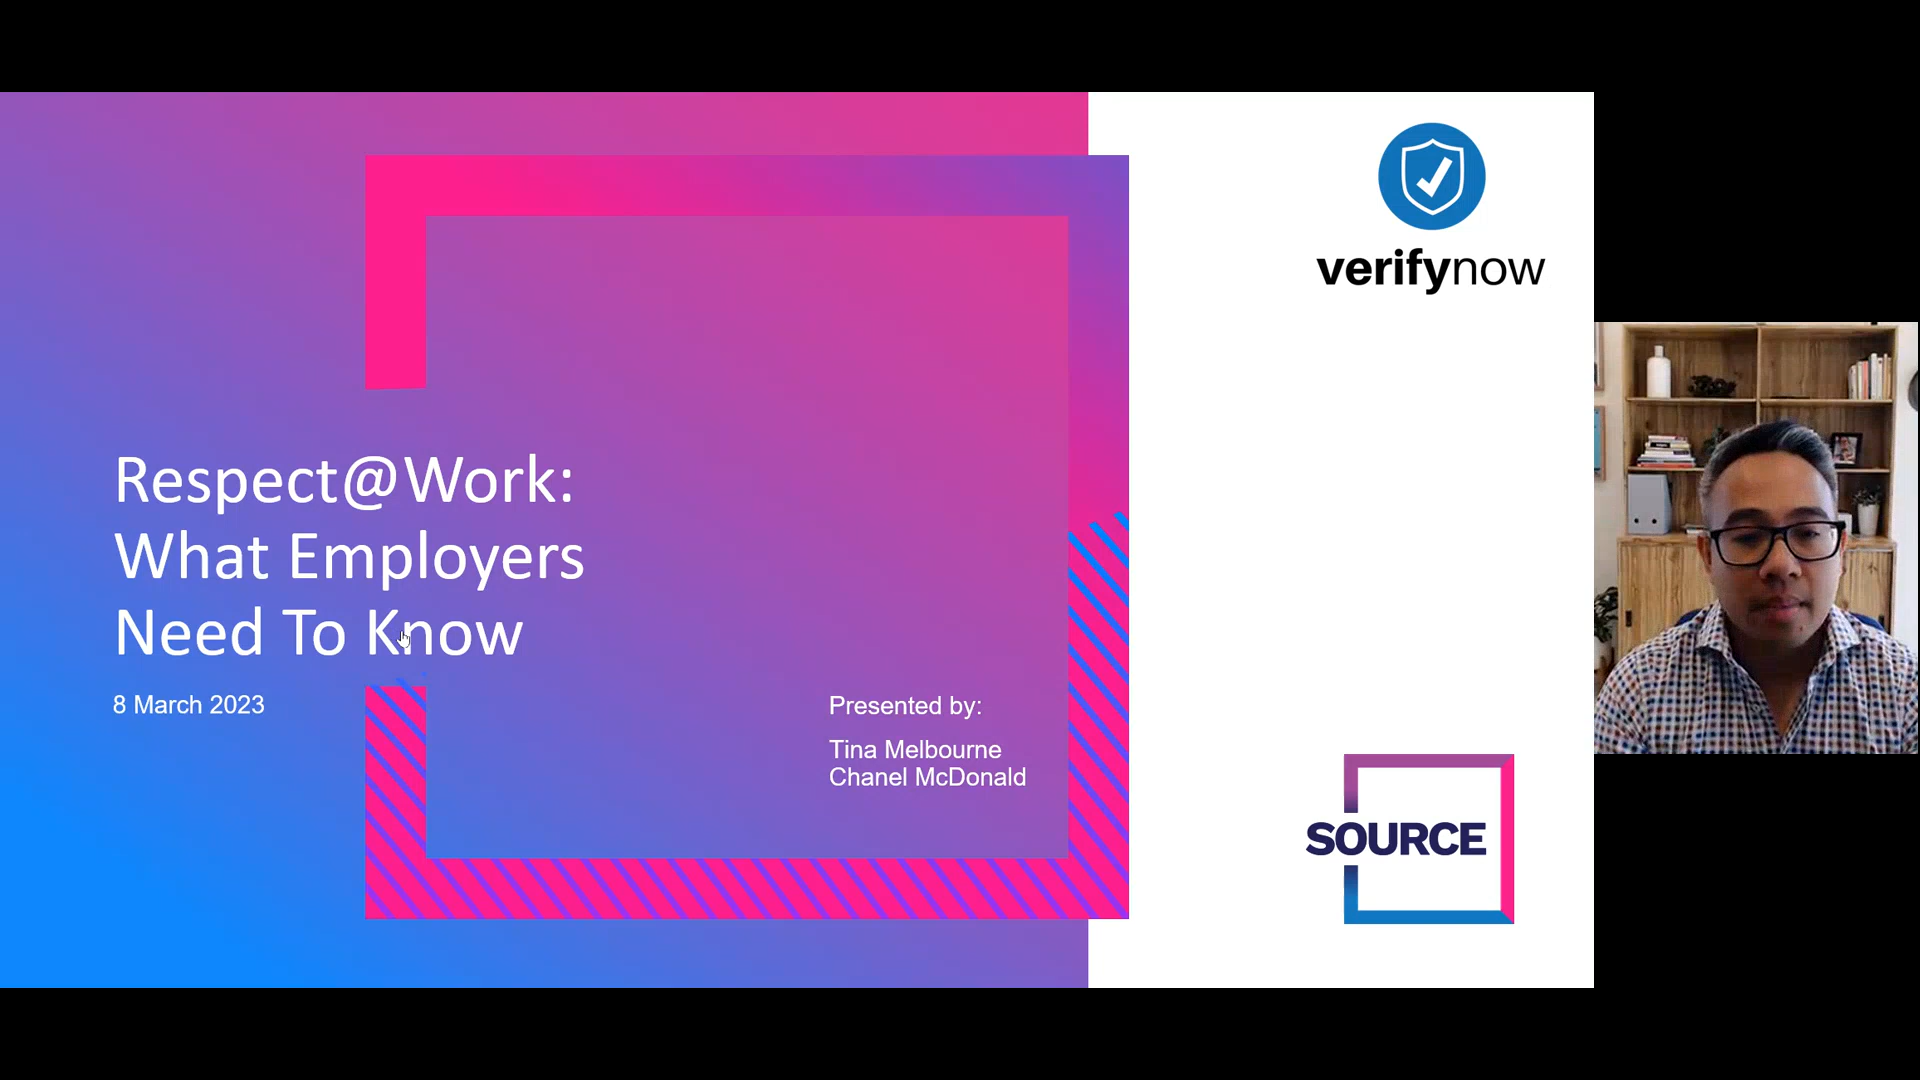 Respect@Work:
What Employers
Need To Know
8 March 2023
Presented by:
Tina Melbourne
Chanel McDonald
verifynow
SOURCE